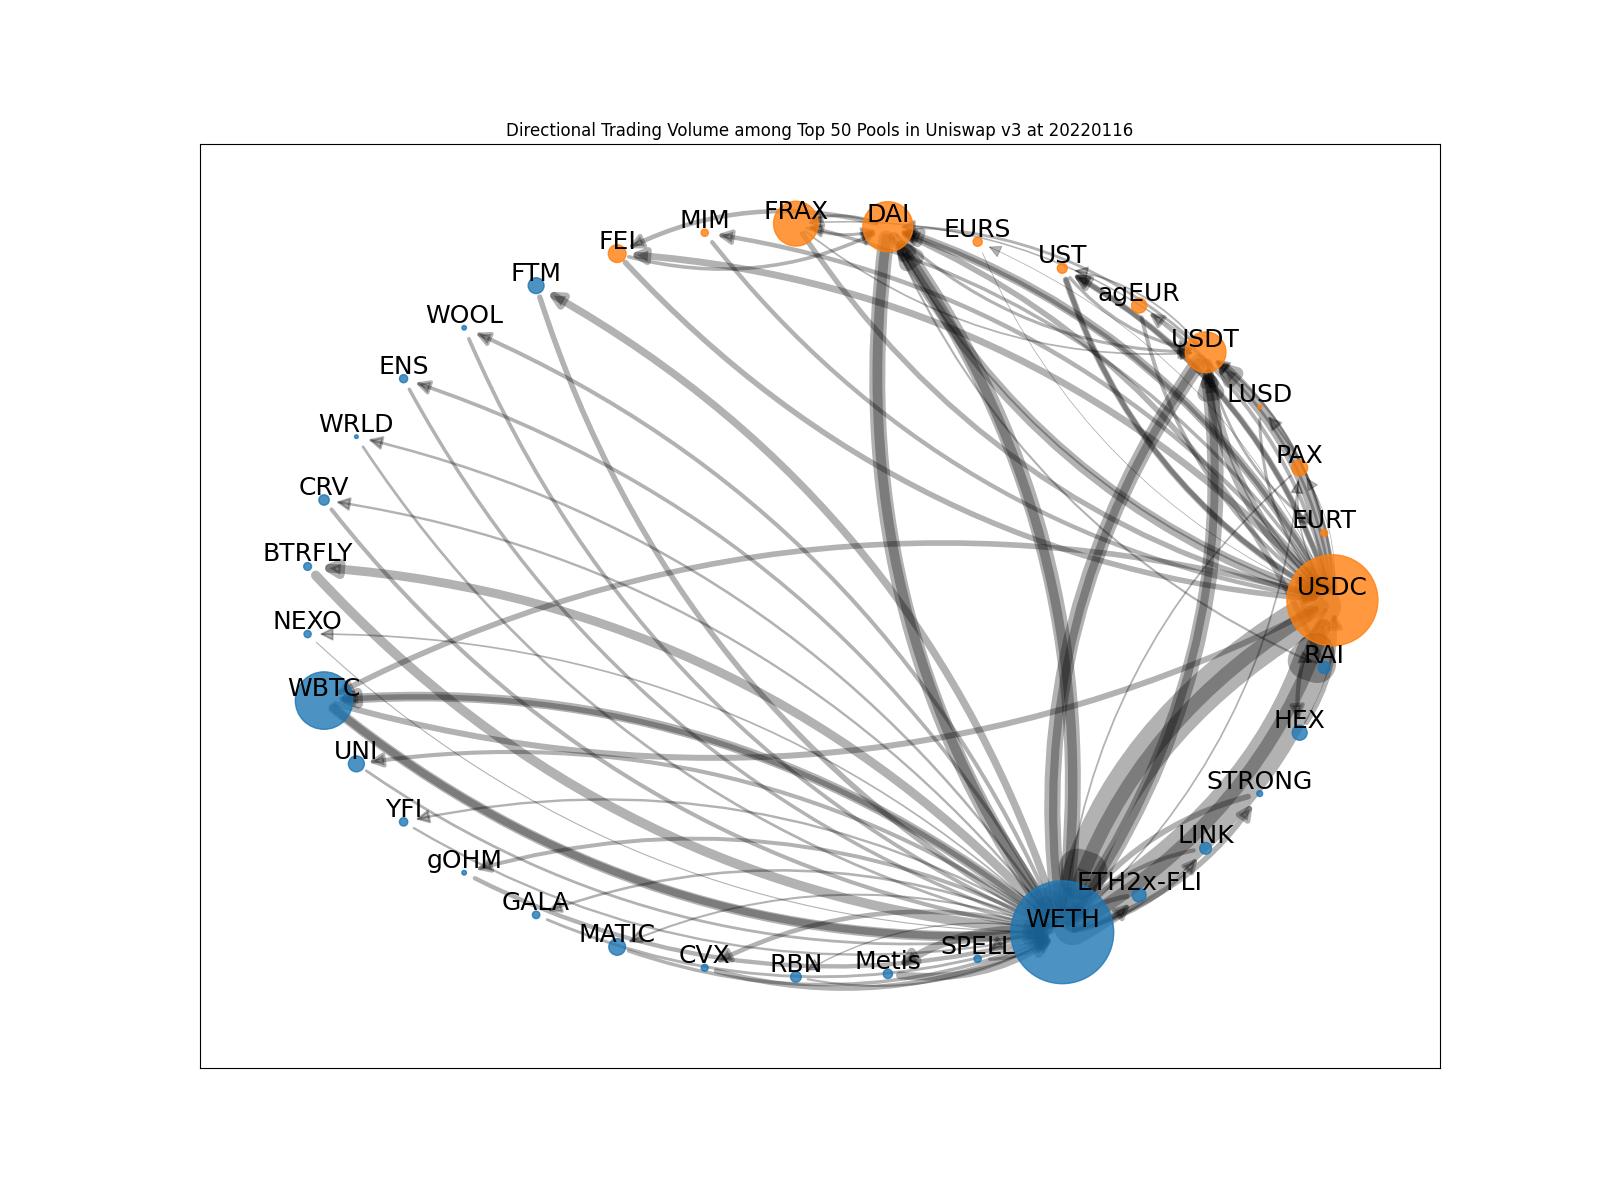 Directional Trading Volume among Top 50 Pools in Uniswap v3 at 20220116
FRAX
DAI
MIM
EURS
FEI
UST
FTM
agEUR
WOOL
USDT
ENS
LUSD
WRLD
PAX
CRV
EURT
BTRFLY
USDC
NEXO
RAI
WBTC
HEX
UNI
STRONG
YFI
LINK
gOHM
ETH2x-FLI
GALA
WETH
MATIC
SPELL
CVX
Metis
RBN